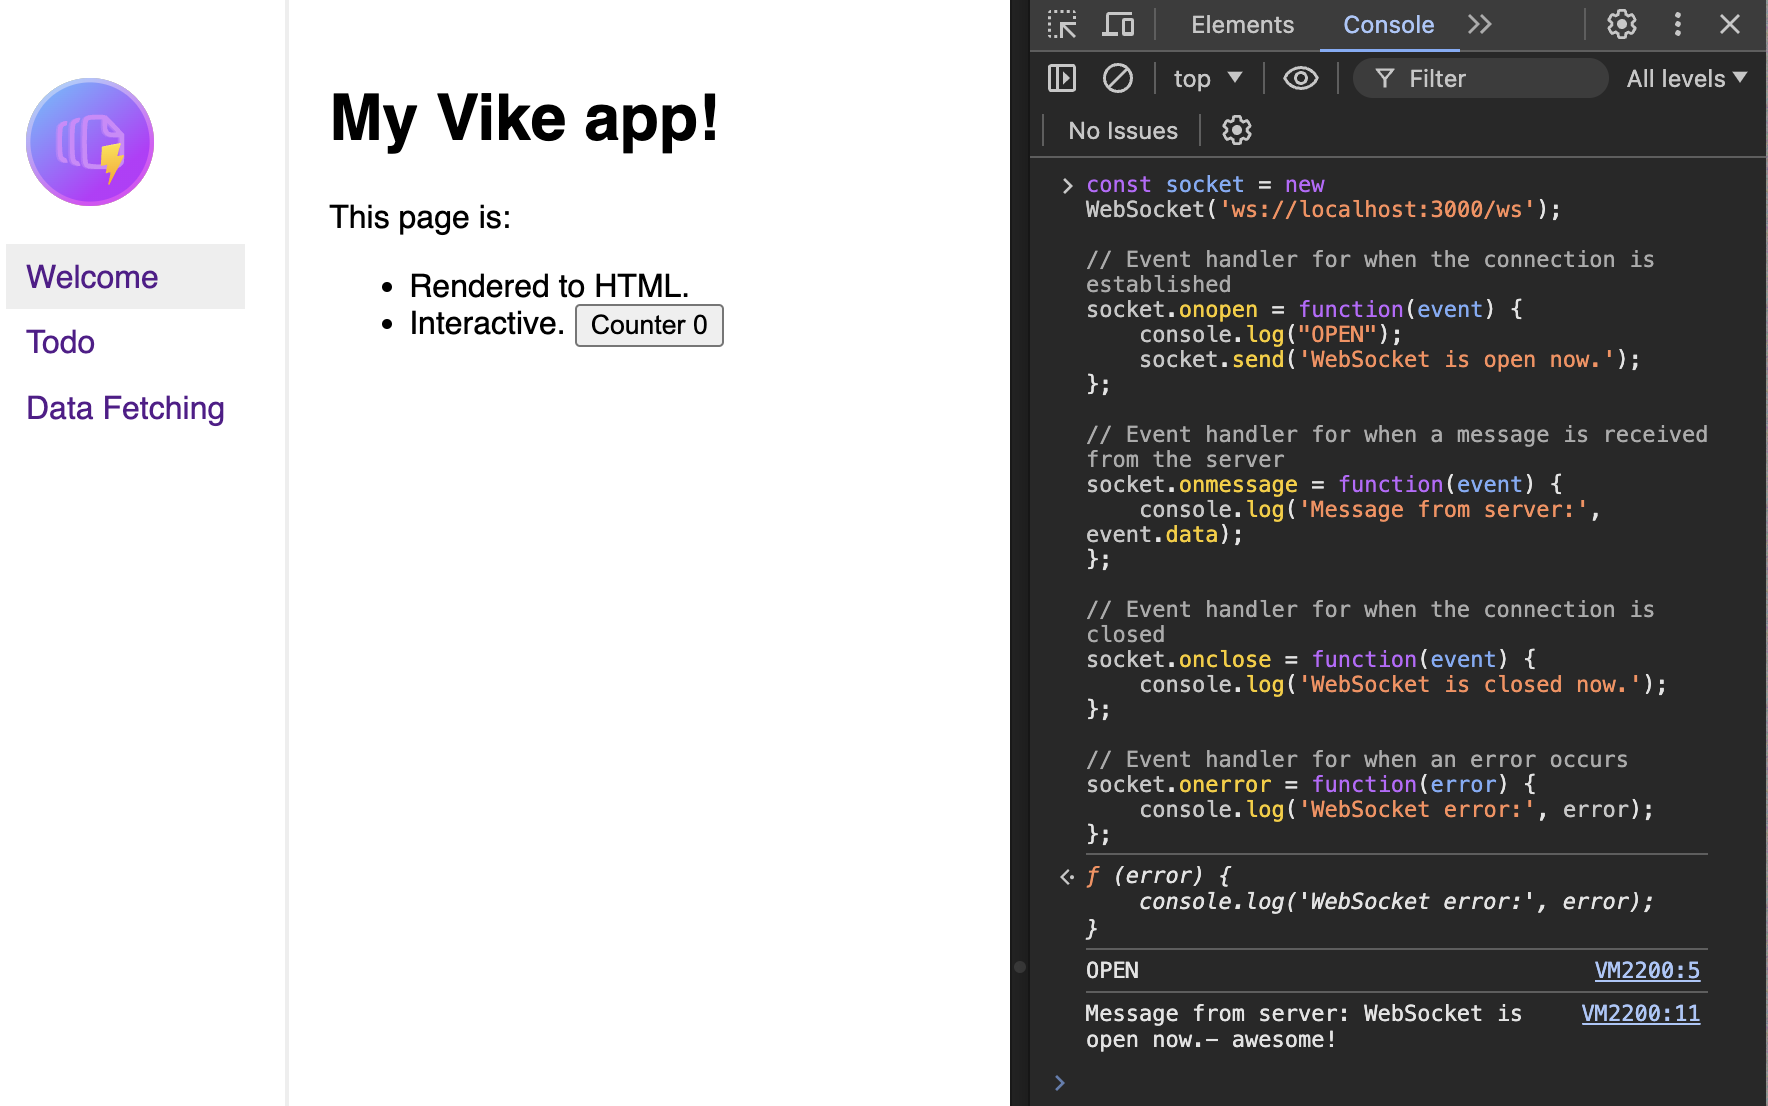 My Vike app!
This page is:
• Rendered to HTML.
• Interactive. Counter 0
Welcome
Todo
Data Fetching
Elements Console
top Filter All levels
No Issues
const socket = new
WebSocket('ws://localhost:3000/ws');
// Event handler for when the connection is
established
socket.onopen = function(event) {
    console.log("OPEN");
    socket.send('WebSocket is open now.');
};
// Event handler for when a message is received
from the server
socket.onmessage = function(event) {
    console.log('Message from server:',
event.data);
};
// Event handler for when the connection is
closed
socket.onclose = function(event) {
    console.log('WebSocket is closed now.');
};
// Event handler for when an error occurs
socket.onerror = function(error) {
    console.log('WebSocket error:', error);
};
ƒ (error) {
    console.log('WebSocket error:', error);
}
OPEN VM2200:5
Message from server: WebSocket is VM2200:11
open now.– awesome!